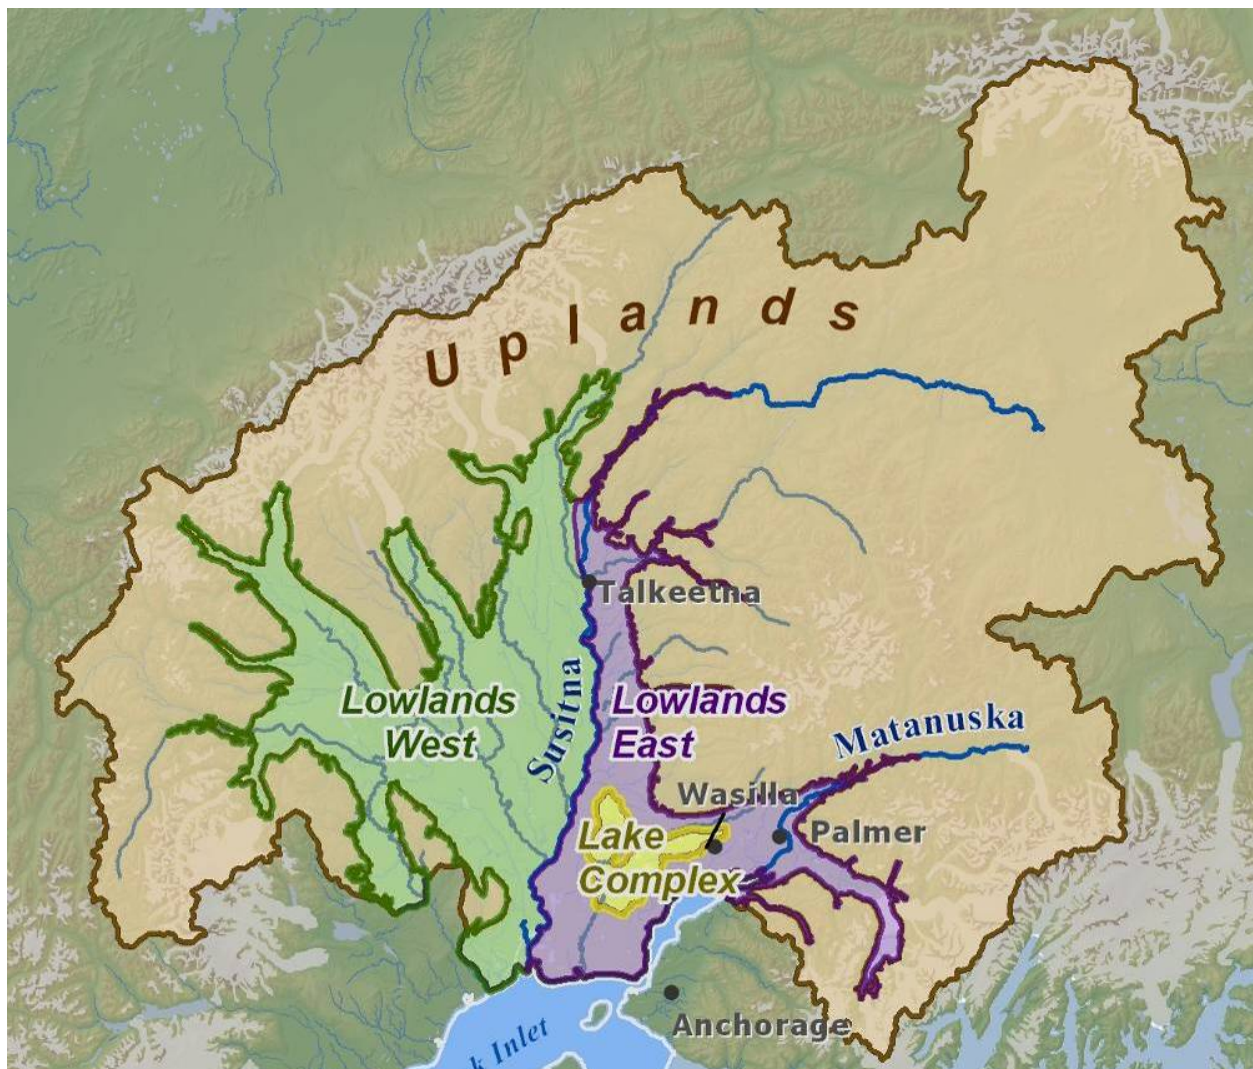 Uplands
Talkeetna
Lowlands
West
Susitna
Lowlands
East
Matanuska
Wasilla
Palmer
Lake
Complex
Anchorage
k Inlet